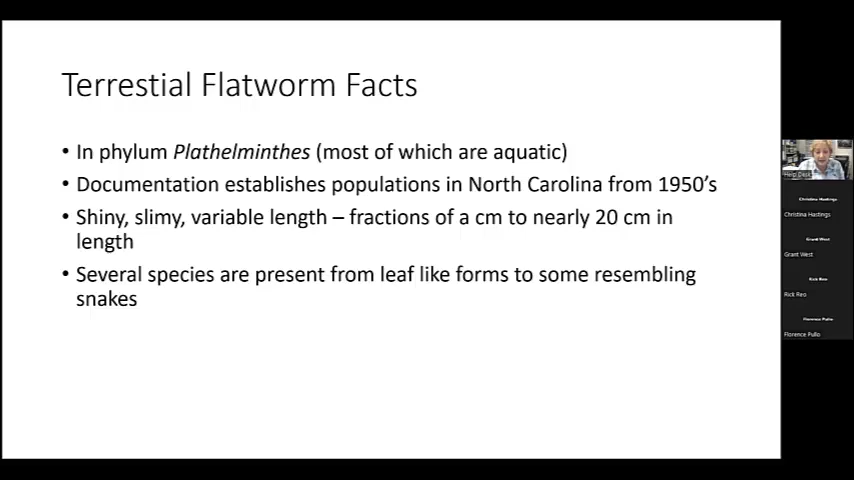 Terrestial Flatworm Facts
• In phylum Plathelminthes (most of which are aquatic)
• Documentation establishes populations in North Carolina from 1950's
• Shiny, slimy, variable length – fractions of a cm to nearly 20 cm in
length
• Several species are present from leaf like forms to some resembling
snakes
Help Desk
Christina Hastings
Christina Hastings
Grant West
Grant West
Rick Reo
Rick Reo
Florence Pullo
Florence Pullo